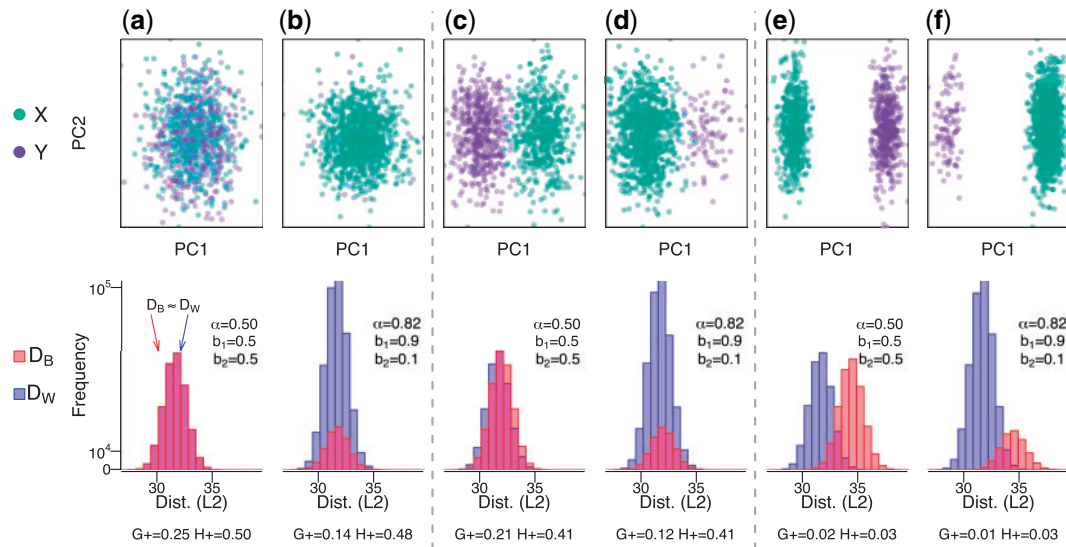 (a) (b) (c) (d) (e) (f)
X
Y
PC2
PC1 PC1 PC1 PC1 PC1 PC1
10⁵
D_B ≈ D_W
α=0.50 α=0.82 α=0.50 α=0.82 α=0.50 α=0.82
b₁=0.5 b₁=0.9 b₁=0.5 b₁=0.9 b₁=0.5 b₁=0.9
b₂=0.5 b₂=0.1 b₂=0.5 b₂=0.1 b₂=0.5 b₂=0.1
D_B
D_W
Frequency
10⁴
0
30 35 30 35 30 35 30 35 30 35 30 35
Dist. (L2) Dist. (L2) Dist. (L2) Dist. (L2) Dist. (L2) Dist. (L2)
G+=0.25 H+=0.50 G+=0.14 H+=0.48 G+=0.21 H+=0.41 G+=0.12 H+=0.41 G+=0.02 H+=0.03 G+=0.01 H+=0.03